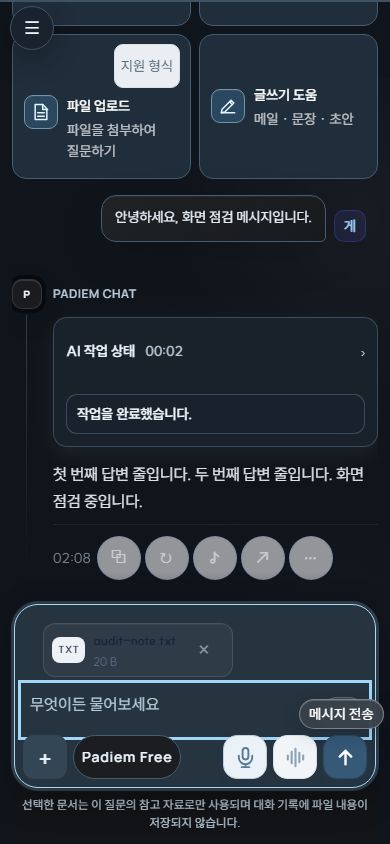 지원 형식
파일 업로드
파일을 첨부하여
질문하기
글쓰기 도움
메일 · 문장 · 초안
안녕하세요, 화면 점검 메시지입니다.
게
P
PADIEM CHAT
AI 작업 상태 00:02
작업을 완료했습니다.
첫 번째 답변 줄입니다. 두 번째 답변 줄입니다. 화면
점검 중입니다.
02:08
TXT
audit-note.txt
20 B
무엇이든 물어보세요
메시지 전송
Padiem Free
선택한 문서는 이 질문의 참고 자료로만 사용되며 대화 기록에 파일 내용이
저장되지 않습니다.